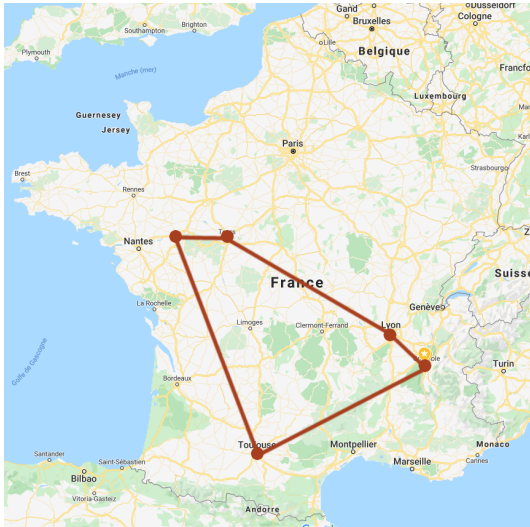 Düsseldorf
Gand
Bruxelles
Cologne
Southampton
Brighton
Lille
Belgique
Plymouth
Francfo
Manche (mer)
Luxembourg
Guernesey
Jersey
Paris
Strasbourg
Brest
Rennes
Nantes
France
Suisse
La Rochelle
Genève
Limoges
Clermont-Ferrand
Lyon
Turin
Golfe de Gascogne
Bordeaux
Toulouse
Montpellier
Monaco
Santander
Saint-Sébastien
Marseille
Cannes
Bilbao
Vitoria-Gasteiz
Andorre